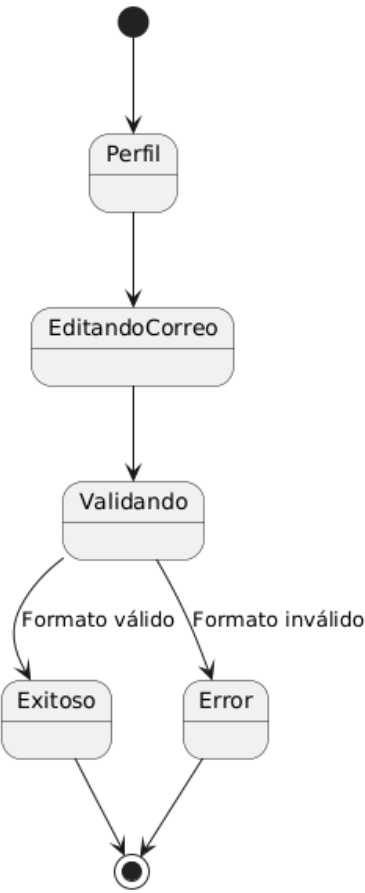 Perfil
EditandoCorreo
Validando
Formato válido
Formato inválido
Exitoso
Error